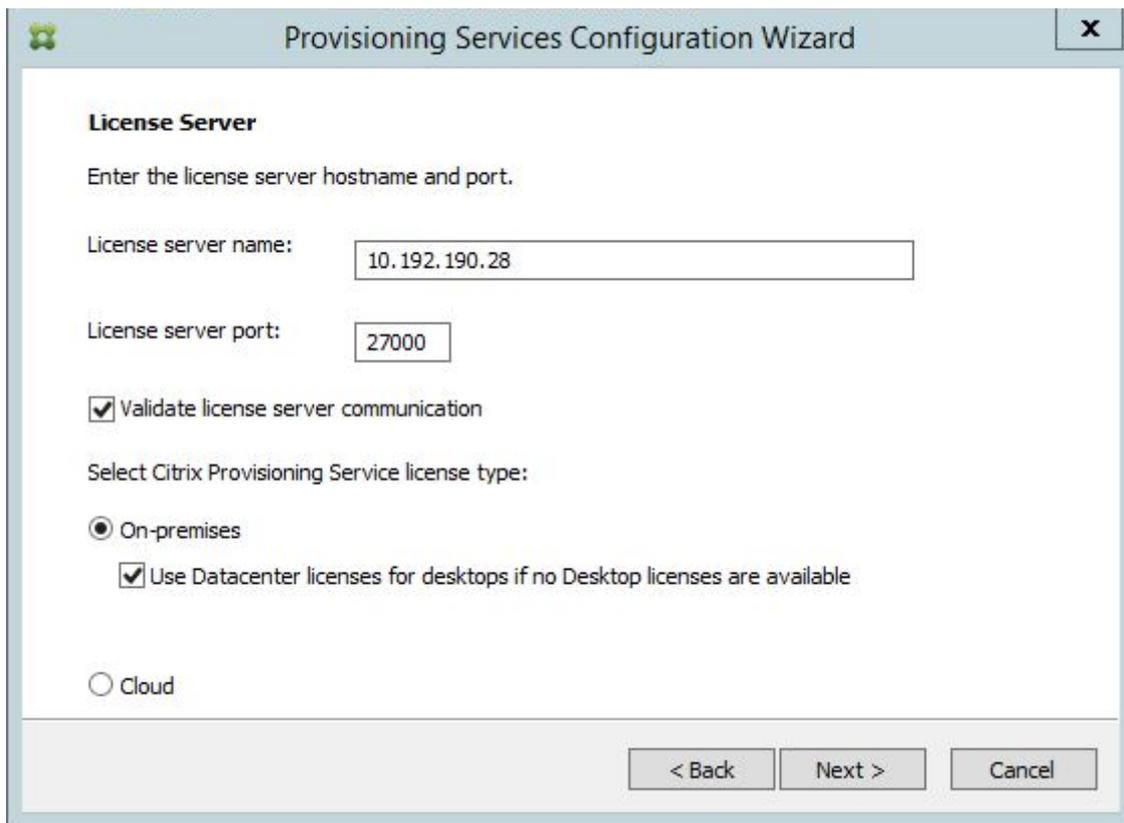 Provisioning Services Configuration Wizard
X
License Server
Enter the license server hostname and port.
License server name:
10.192.190.28
License server port:
27000
Validate license server communication
Select Citrix Provisioning Service license type:
On-premises
Use Datacenter licenses for desktops if no Desktop licenses are available
Cloud
< Back
Next >
Cancel